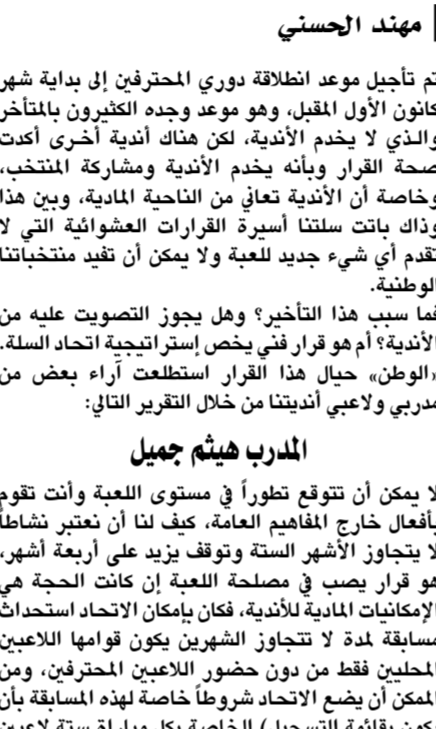 مهند الحسني
تم تأجيل موعد انطلاقة دوري المحترفين إلى بداية شهر
كانون الأول المقبل، وهو موعد وجده الكثيرون بالمتأخر
والذي لا يخدم الأندية، لكن هناك أندية أخرى أكدت
صحة القرار وبأنه يخدم الأندية ومشاركة المنتخب،
وخاصة أن الأندية تعاني من الناحية المادية، وبين هذا
وذاك باتت سلتنا أسيرة القرارات العشوائية التي لا
تقدم أي شيء جديد للعبة ولا يمكن أن تفيد منتخباتنا
الوطنية.
فما سبب هذا التأخير؟ وهل يجوز التصويت عليه من
الأندية؟ أم هو قرار فني يخص إستراتيجية اتحاد السلة.
«الوطن» حيال هذا القرار استطلعت آراء بعض من
مدربي ولاعبي أنديتنا من خلال التقرير التالي:
المدرب هيثم جميل
لا يمكن أن تتوقع تطوراً في مستوى اللعبة وأنت تقوم
بأفعال خارج المفاهيم العامة، كيف لنا أن نعتبر نشاطاً
لا يتجاوز الأشهر الستة وتوقف يزيد على أربعة أشهر،
هو قرار يصب في مصلحة اللعبة إن كانت الحجة هي
الإمكانيات المادية للأندية، فكان بإمكان الاتحاد استحداث
مسابقة لمدة لا تتجاوز الشهرين يكون قوامها اللاعبين
المحليين فقط من دون حضور اللاعبين المحترفين، ومن
الممكن أن يضع الاتحاد شروطاً خاصة لهذه المسابقة بأن